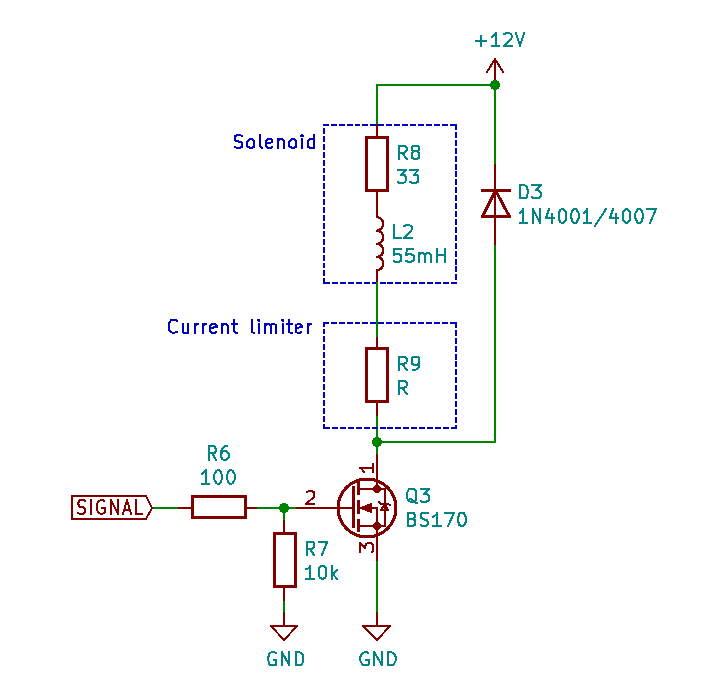 +12V
Solenoid
R8
33
D3
1N4001/4007
L2
55mH
Current limiter
R9
R
R6
100
1
SIGNAL
2
Q3
BS170
3
R7
10k
GND
GND